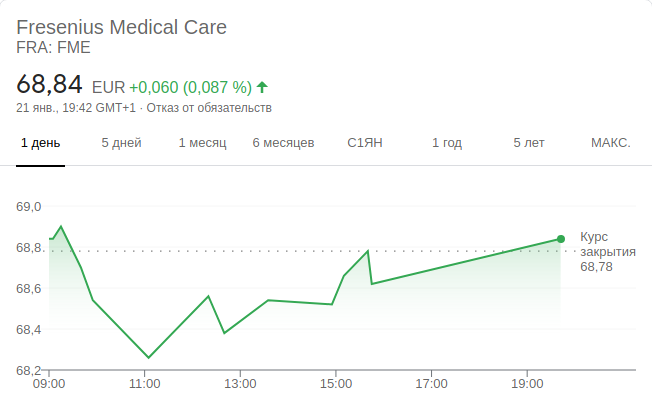 Fresenius Medical Care
FRA: FME
68,84 EUR +0,060 (0,087 %)
21 янв., 19:42 GMT+1 · Отказ от обязательств
1 день 5 дней 1 месяц 6 месяцев С1ЯН 1 год 5 лет МАКС.
69,0
68,8
68,6
68,4
68,2
Курс
закрытия
68,78
09:00 11:00 13:00 15:00 17:00 19:00